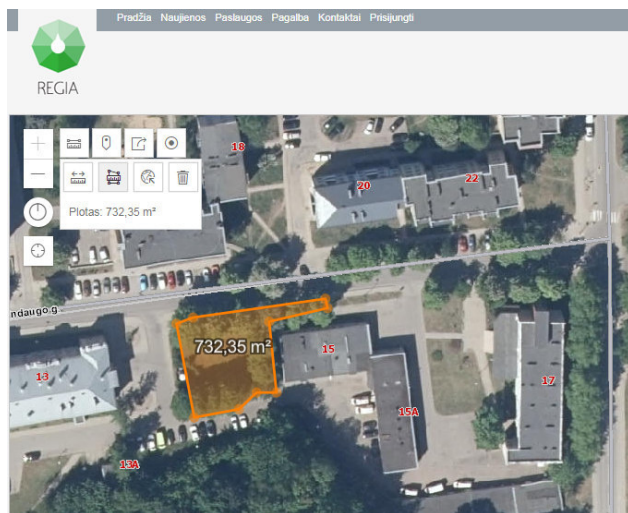 Pradžia Naujienos Paslaugos Pagalba Kontaktai Prisijungti
REGIA
Plotas: 732,35 m²
18
20
22
ndaugo g.
732,35 m²
13
15
17
15A
13A